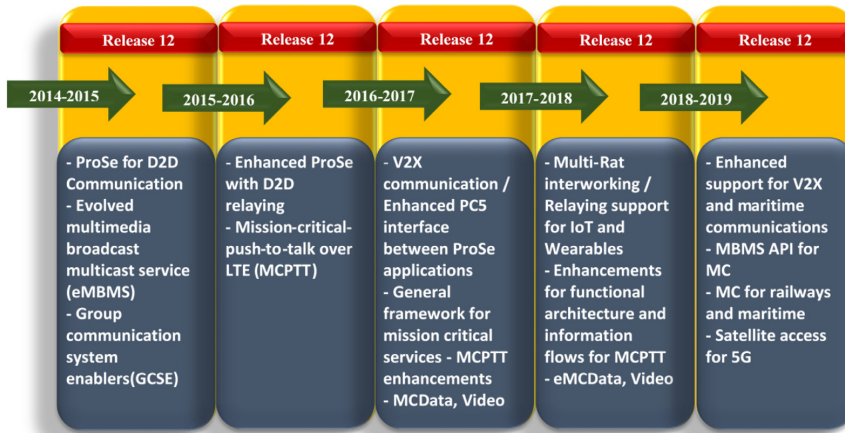 Release 12
Release 12
Release 12
Release 12
Release 12
2014-2015
2015-2016
2016-2017
2017-2018
2018-2019
- ProSe for D2D
Communication
- Evolved
multimedia
broadcast
multicast service
(eMBMS)
- Group
communication
system
enablers(GCSE)
- Enhanced ProSe
with D2D
relaying
- Mission-critical-
push-to-talk over
LTE (MCPTT)
- V2X
communication /
Enhanced PC5
interface
between ProSe
applications
- General
framework for
mission critical
services - MCPTT
enhancements
- MCData, Video
- Multi-Rat
interworking /
Relaying support
for IoT and
Wearables
- Enhancements
for functional
architecture and
information
flows for MCPTT
- eMCData, Video
- Enhanced
support for V2X
and maritime
communications
- MBMS API for
MC
- MC for railways
and maritime
- Satellite access
for 5G